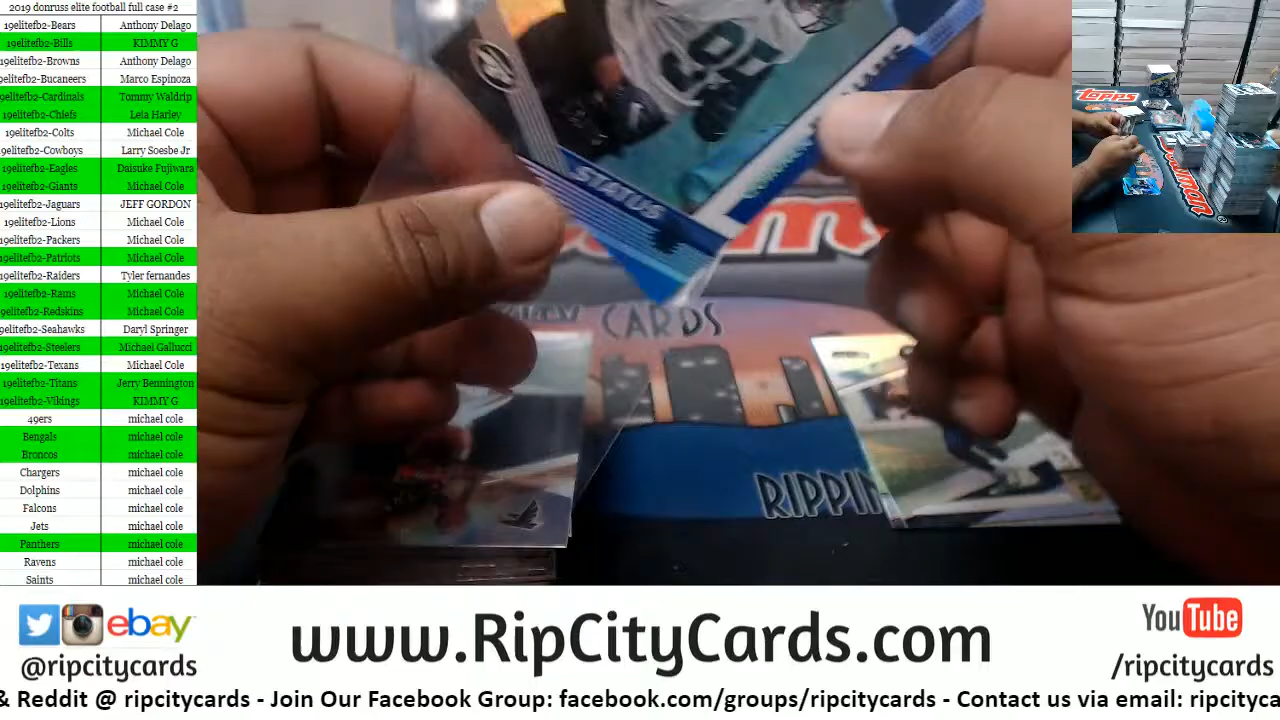 2019 donruss elite football full case #2
19elitefb2-Bears Anthony Delago
19elitefb2-Bills KIMMY G
19elitefb2-Browns Anthony Delago
9elitefb2-Bucaneers Marco Espinoza
9elitefb2-Cardinals Tommy Waldrip
19elitefb2-Chiefs Leia Harley
19elitefb2-Colts Michael Cole
19elitefb2-Cowboys Larry Soesbe Jr
19elitefb2-Eagles Daisuke Fujiwara
19elitefb2-Giants Michael Cole
19elitefb2-Jaguars JEFF GORDON
19elitefb2-Lions Michael Cole
19elitefb2-Packers Michael Cole
19elitefb2-Patriots Michael Cole
19elitefb2-Raiders Tyler fernandes
19elitefb2-Rams Michael Cole
19elitefb2-Redskins Michael Cole
9elitefb2-Seahawks Daryl Springer
19elitefb2-Steelers Michael Gallucci
19elitefb2-Texans Michael Cole
19elitefb2-Titans Jerry Bennington
19elitefb2-Vikings KIMMY G
49ers michael cole
Bengals michael cole
Broncos michael cole
Chargers michael cole
Dolphins michael cole
Falcons michael cole
Jets michael cole
Panthers michael cole
Ravens michael cole
Saints michael cole
STATUS
CARDS
RIPPIN
topps
ebay
@ripcitycards
www.RipCityCards.com
YouTube
/ripcitycards
& Reddit @ ripcitycards - Join Our Facebook Group: facebook.com/groups/ripcitycards - Contact us via email: ripcityca